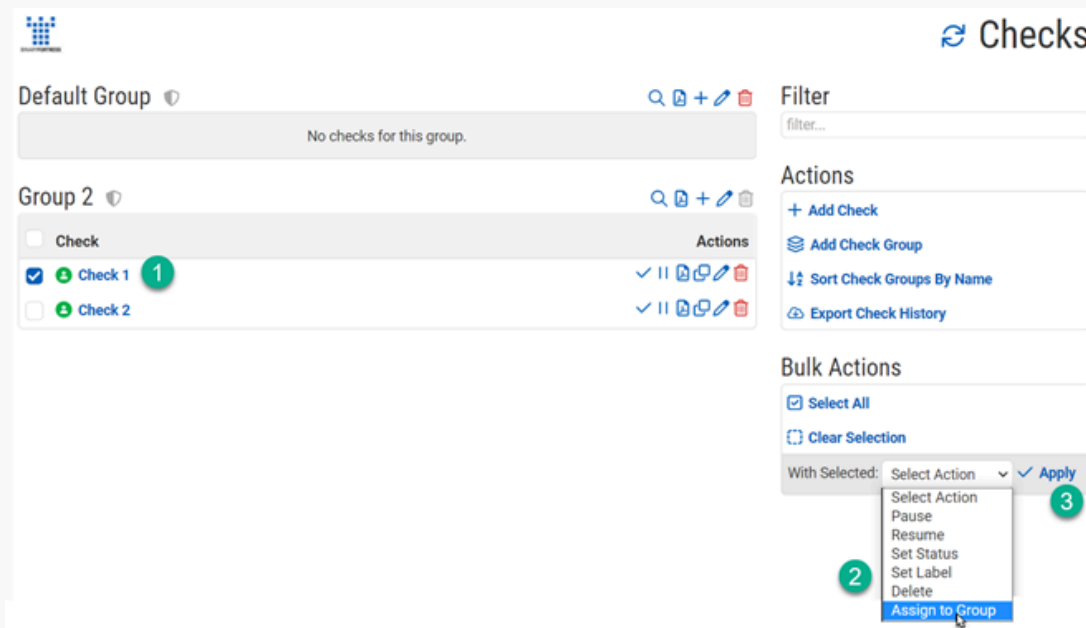 Checks
Default Group
No checks for this group.
Group 2
Check Actions
Check 1 1
Check 2
Filter
filter...
Actions
Add Check
Add Check Group
Sort Check Groups By Name
Export Check History
Bulk Actions
Select All
Clear Selection
With Selected: Select Action Apply
3
Select Action
Pause
Resume
Set Status
Set Label
2
Delete
Assign to Group